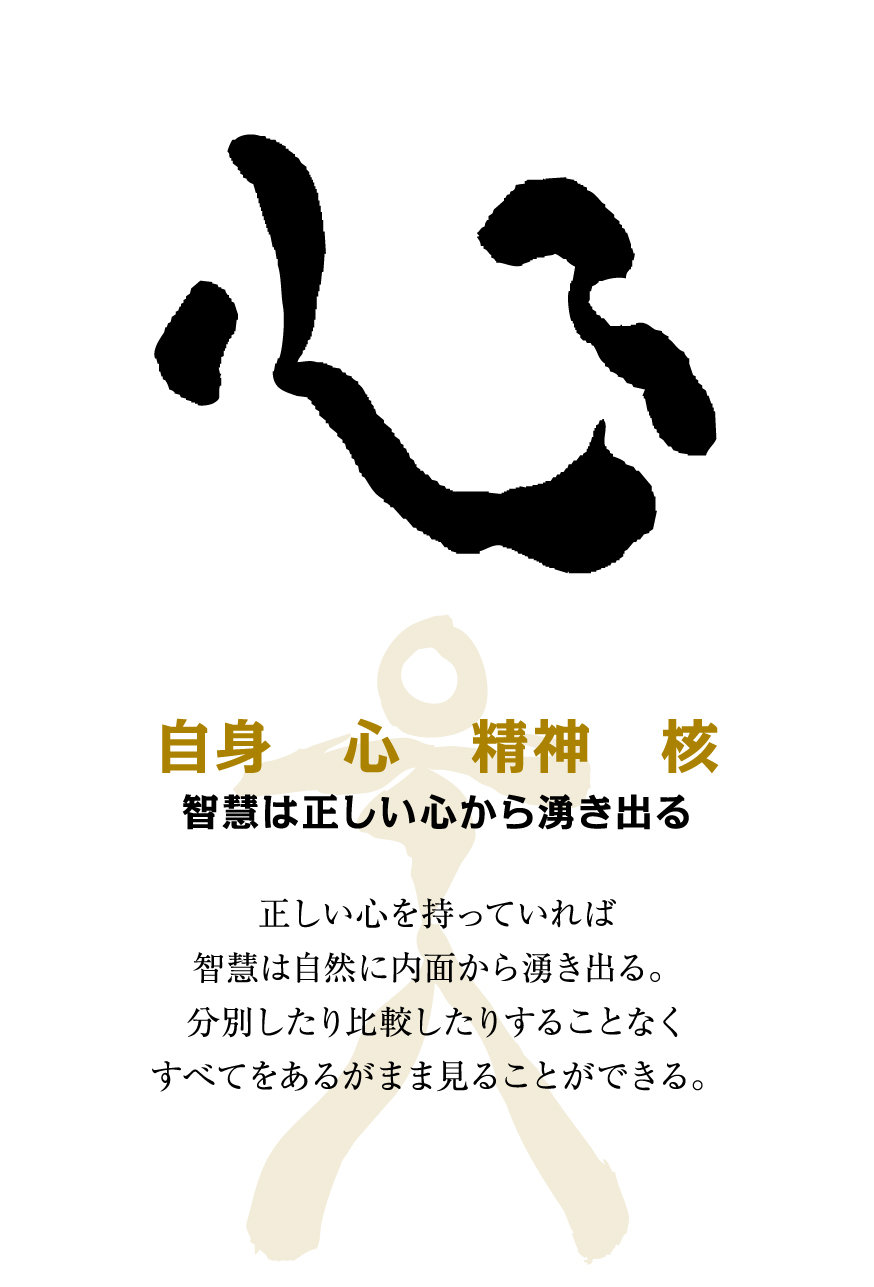 心
自身　心　精神　核
智慧は正しい心から湧き出る
正しい心を持っていれば
智慧は自然に内面から湧き出る。
分別したり比較したりすることなく
すべてをあるがまま見ることができる。